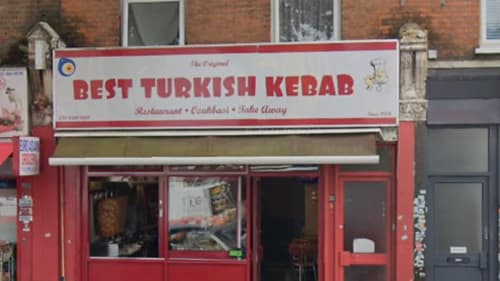 The Original
BEST TURKISH KEBAB
Restaurant • Ocakbasi • Take Away